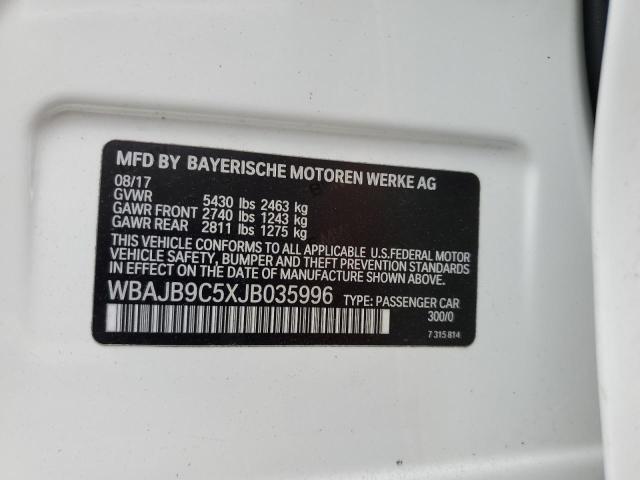 MFD BY BAYERISCHE MOTOREN WERKE AG
08/17
GVWR 5430 lbs 2463 kg
GAWR FRONT 2740 lbs 1243 kg
GAWR REAR 2811 lbs 1275 kg
THIS VEHICLE CONFORMS TO ALL APPLICABLE U.S.FEDERAL MOTOR
VEHICLE SAFETY, BUMPER AND THEFT PREVENTION STANDARDS
IN EFFECT ON THE DATE OF MANUFACTURE SHOWN ABOVE.
WBAJB9C5XJB035996 TYPE: PASSENGER CAR
300/0
7 315 814